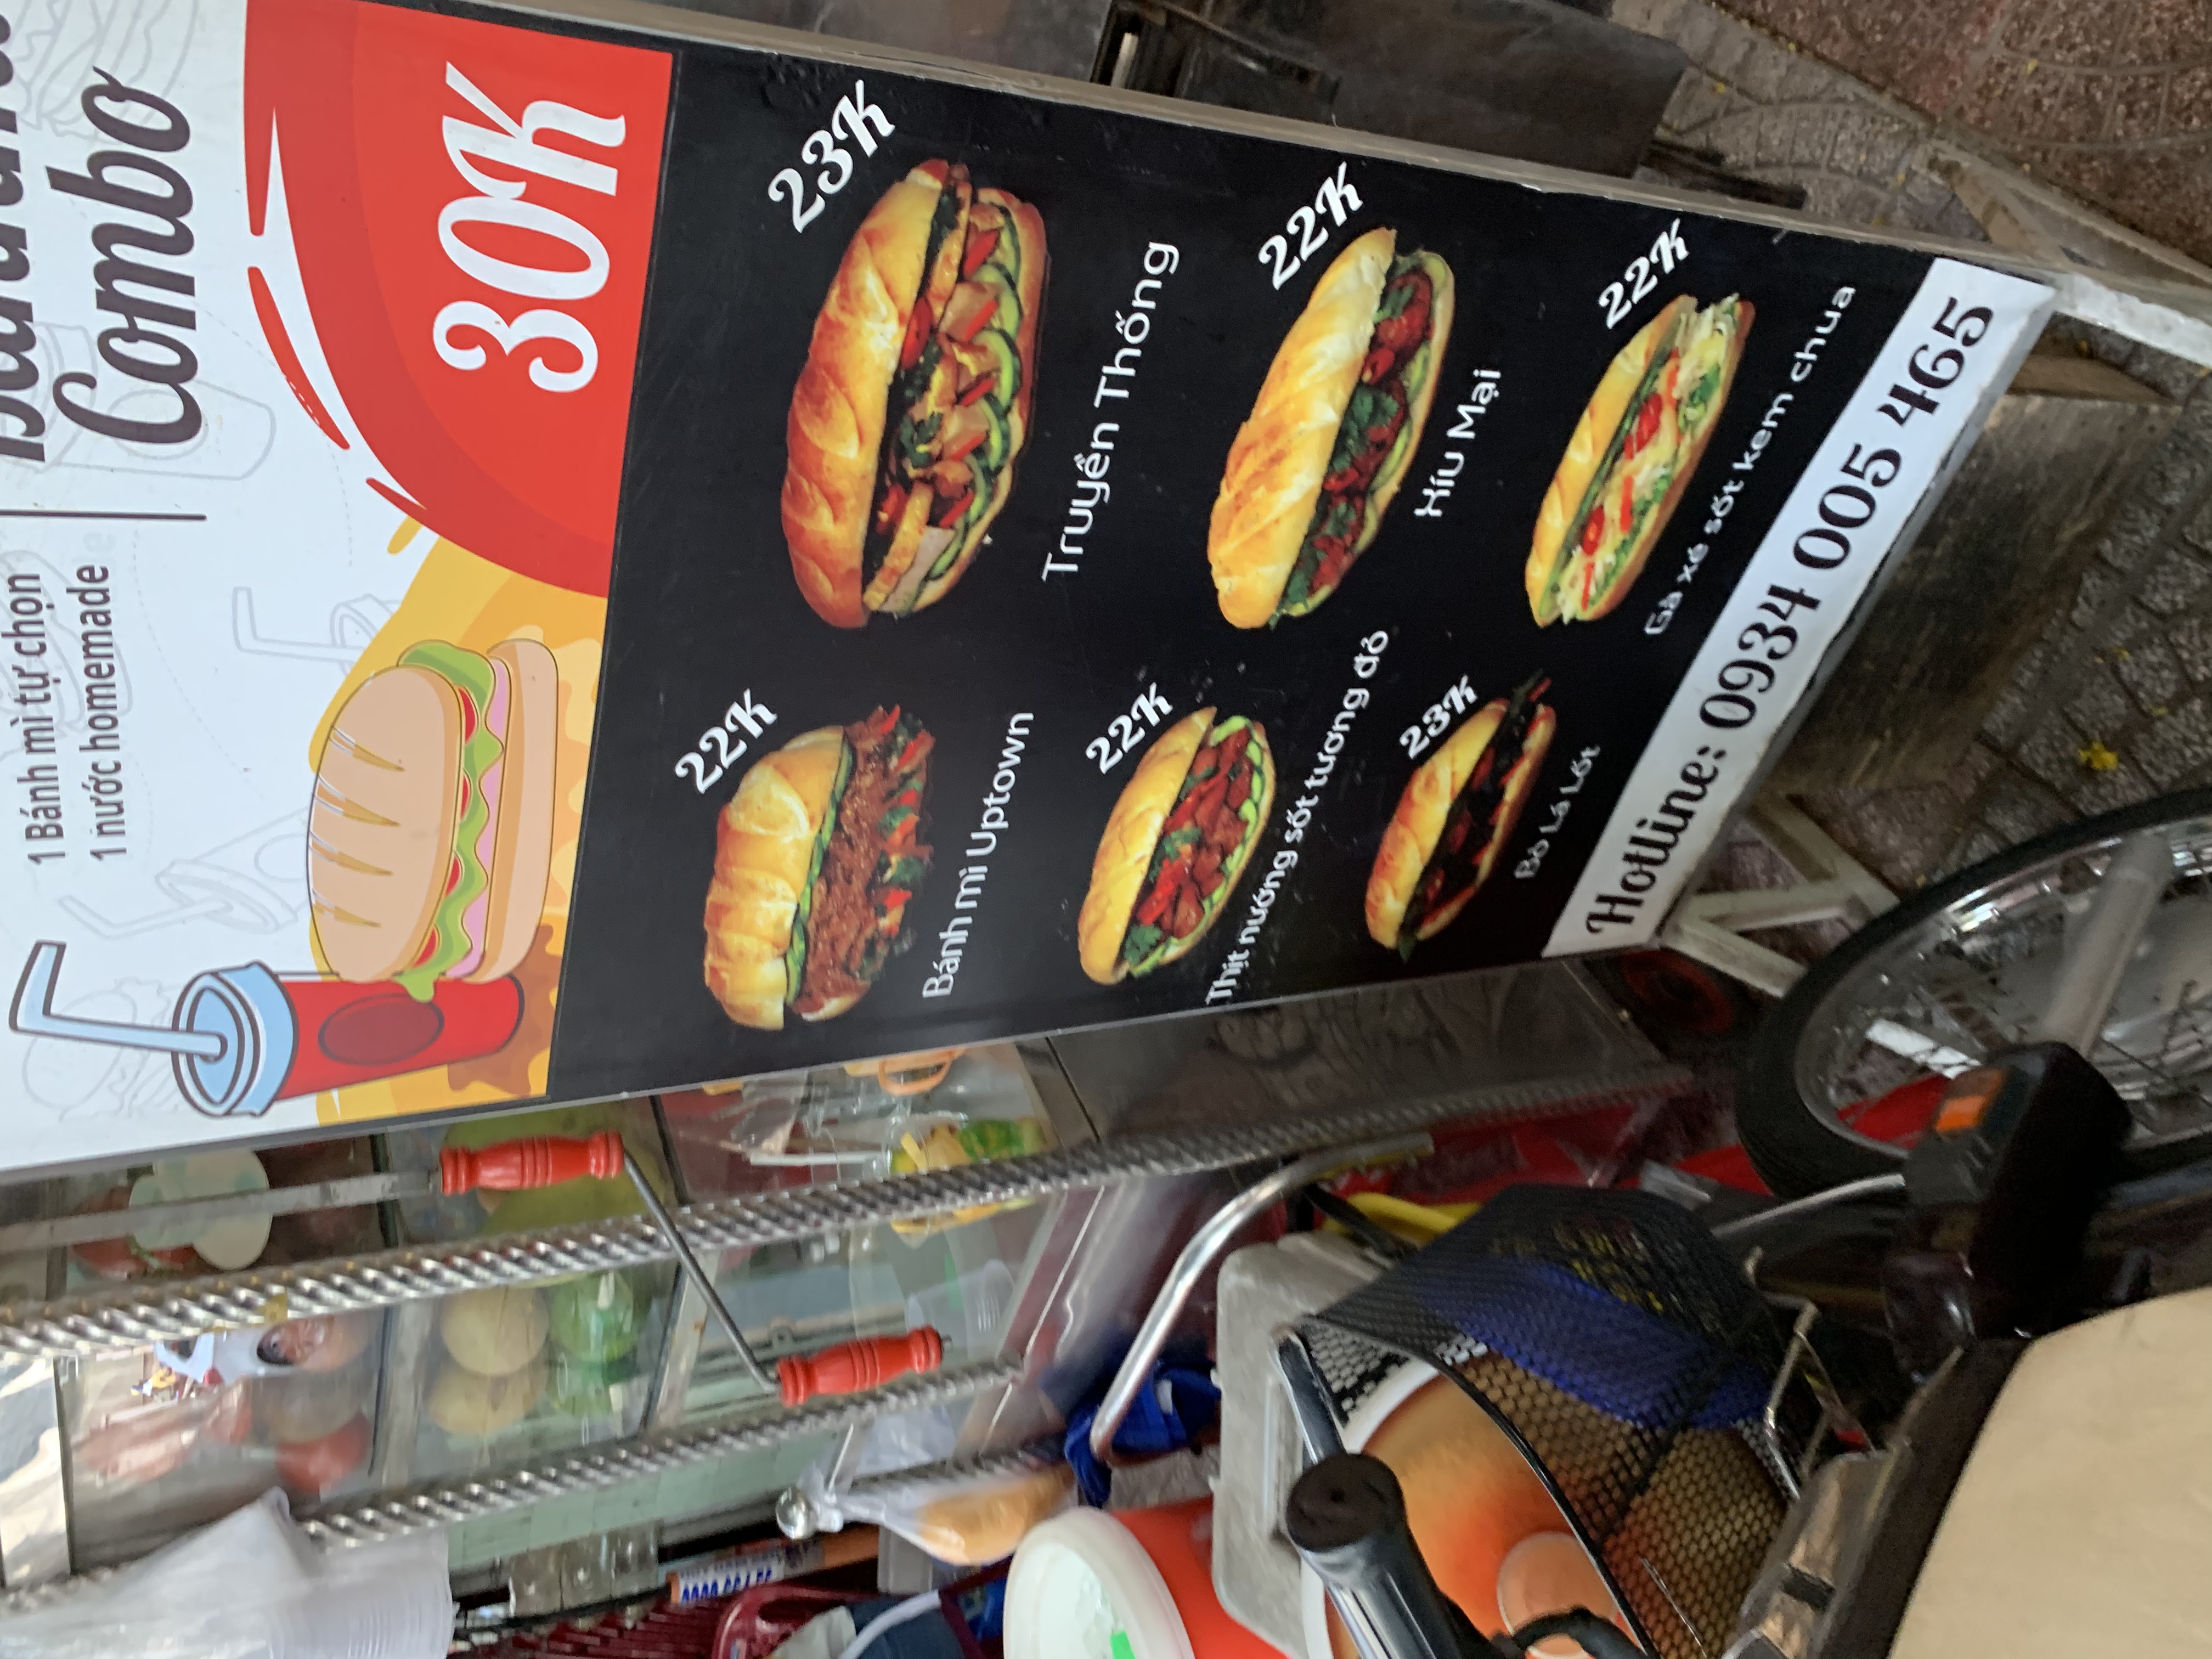 Combo
1 Bánh mì tự chọn
1 nước homemade
30K
22K
23K
Bánh mì Uptown
Truyền Thống
22K
22K
Thịt nướng sốt tương đỏ
Xíu Mại
23K
22K
Bò Lá Lốt
Gà xé sốt kem chua
Hotline: 0934 005 465